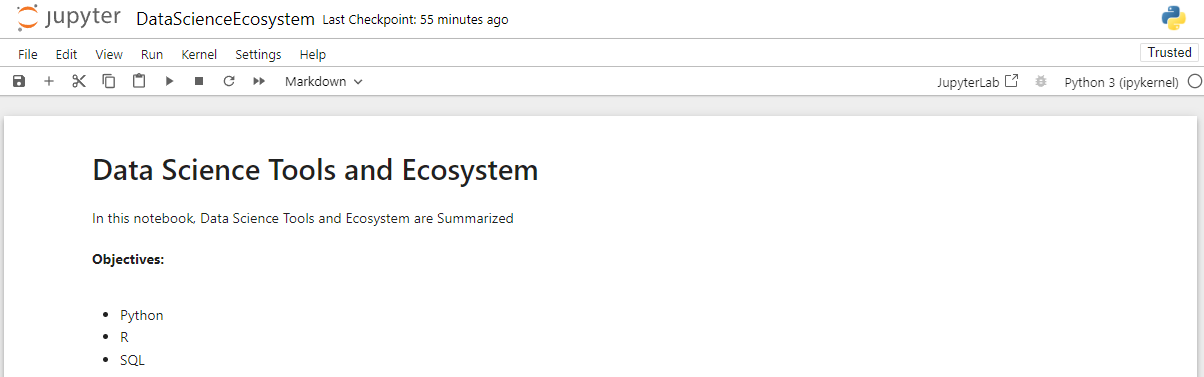 jupyter DataScienceEcosystem Last Checkpoint: 55 minutes ago
File Edit View Run Kernel Settings Help Trusted
Markdown JupyterLab Python 3 (ipykernel)
Data Science Tools and Ecosystem
In this notebook, Data Science Tools and Ecosystem are Summarized
Objectives:
• Python
• R
• SQL